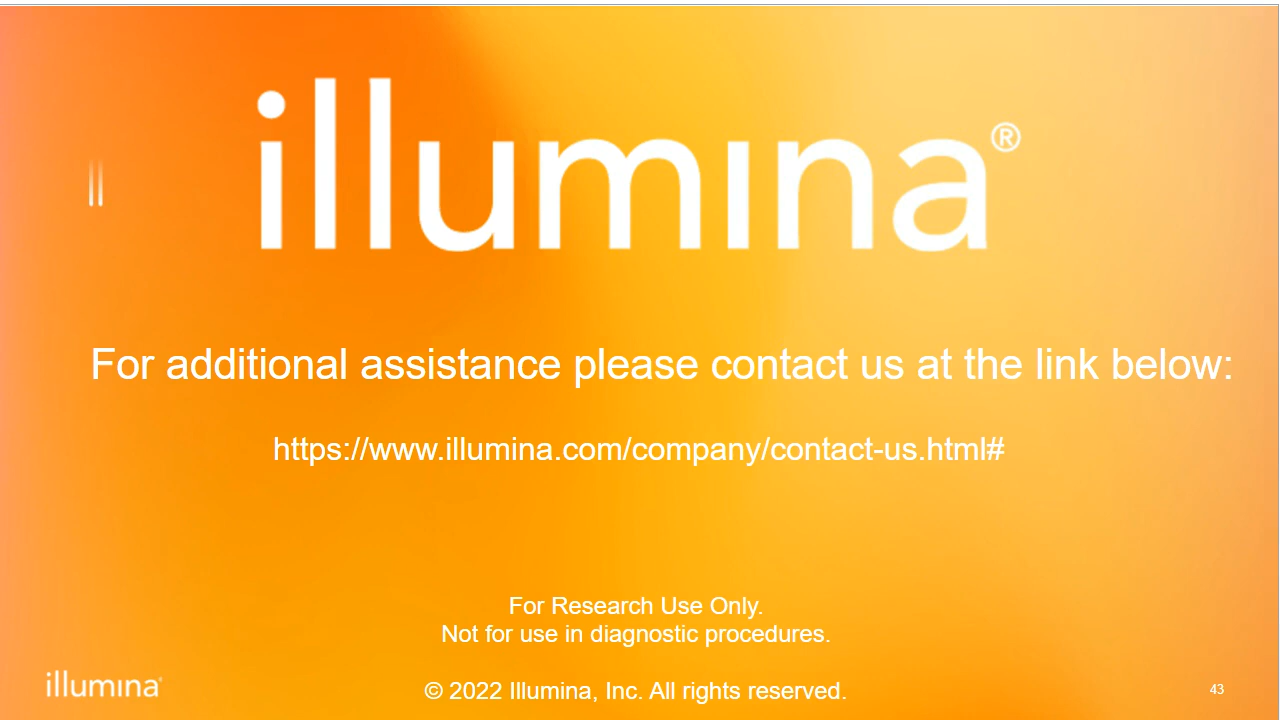 illumina®
For additional assistance please contact us at the link below:
https://www.illumina.com/company/contact-us.html#
For Research Use Only.
Not for use in diagnostic procedures.
© 2022 Illumina, Inc. All rights reserved.
illumina®
43